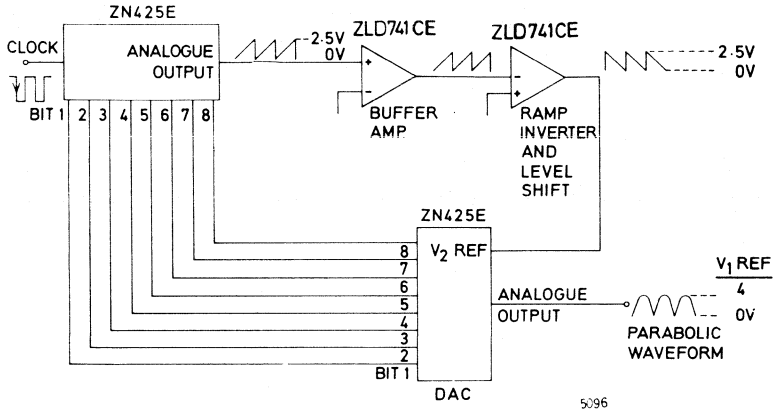 ZN425E
CLOCK
ANALOGUE
OUTPUT
2·5V
0V
ZLD741CE
+
-
BUFFER
AMP
ZLD741CE
-
+
RAMP
INVERTER
AND
LEVEL
SHIFT
2·5V
0V
BIT 1 2 3 4 5 6 7 8
ZN425E
V2 REF
8
7
6
5
4
3
2
BIT 1
DAC
ANALOGUE
OUTPUT
V1 REF
4
0V
PARABOLIC
WAVEFORM
5096